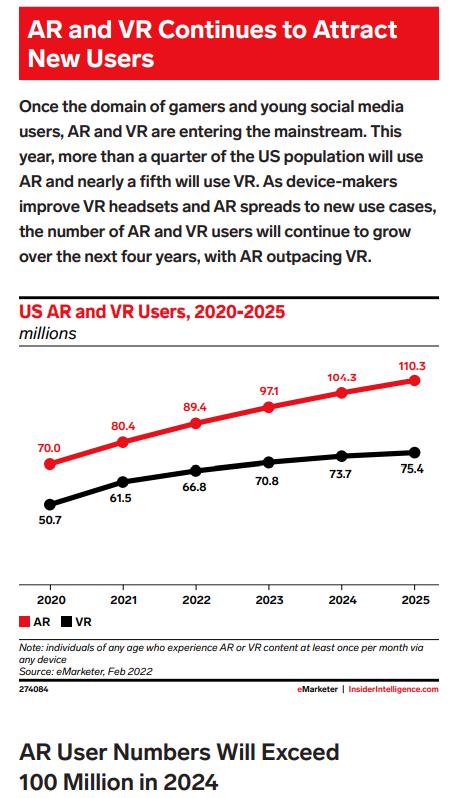 AR and VR Continues to Attract
New Users
Once the domain of gamers and young social media
users, AR and VR are entering the mainstream. This
year, more than a quarter of the US population will use
AR and nearly a fifth will use VR. As device-makers
improve VR headsets and AR spreads to new use cases,
the number of AR and VR users will continue to grow
over the next four years, with AR outpacing VR.
US AR and VR Users, 2020-2025
millions
110.3
104.3
97.1
89.4
80.4
70.0
75.4
73.7
70.8
66.8
61.5
50.7
2020 2021 2022 2023 2024 2025
AR VR
Note: individuals of any age who experience AR or VR content at least once per month via
any device
Source: eMarketer, Feb 2022
274084 eMarketer | InsiderIntelligence.com
AR User Numbers Will Exceed
100 Million in 2024